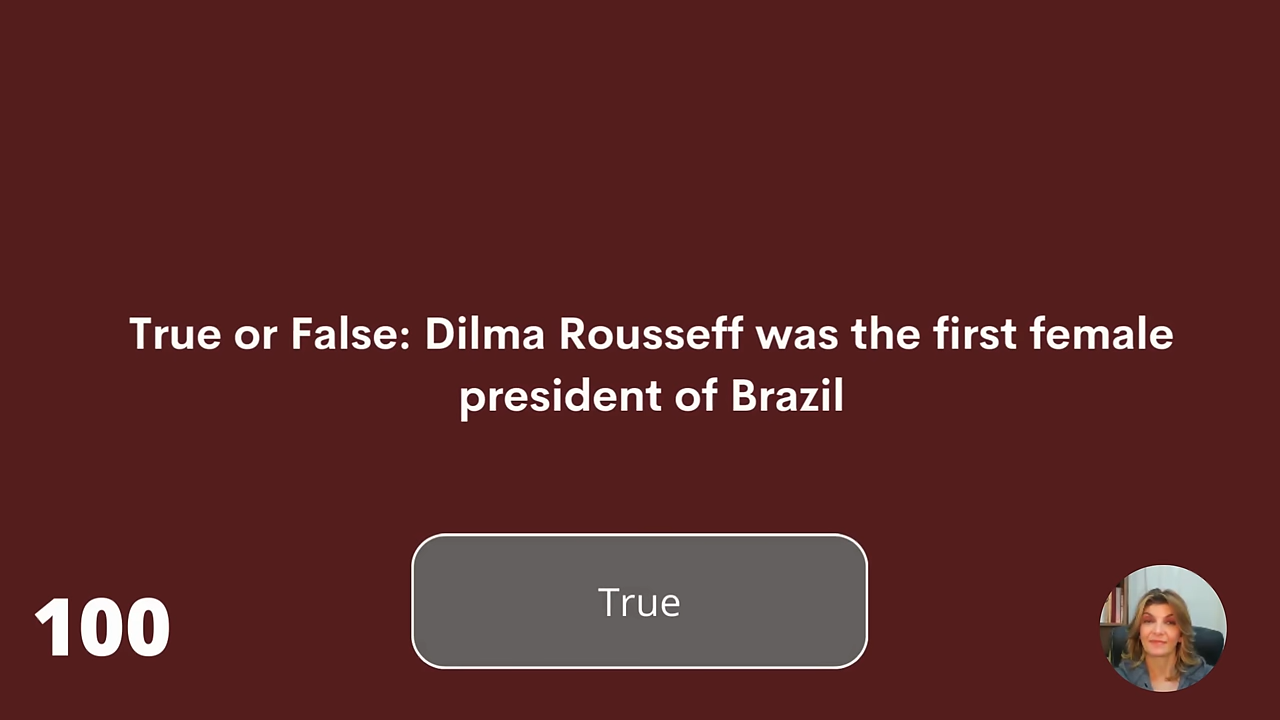 True or False: Dilma Rousseff was the first female
president of Brazil
True
100